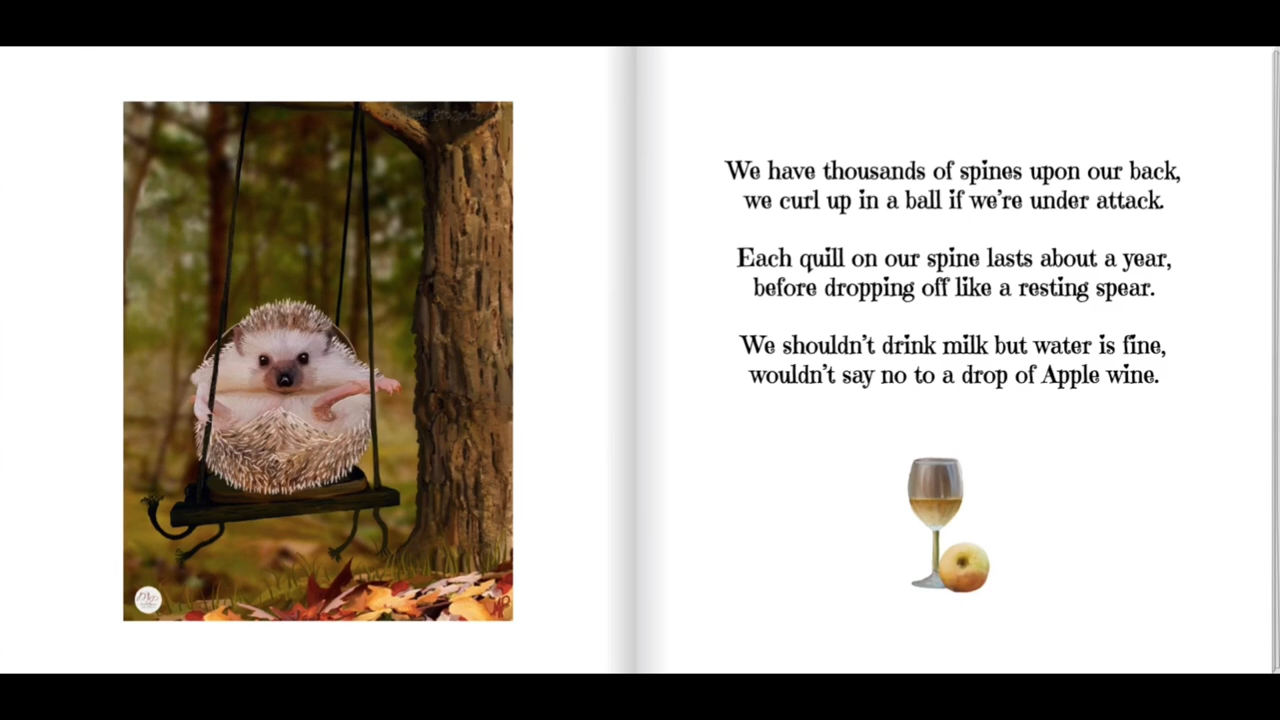 We have thousands of spines upon our back,
we curl up in a ball if we're under attack.
Each quill on our spine lasts about a year,
before dropping off like a resting spear.
We shouldn't drink milk but water is fine,
wouldn't say no to a drop of Apple wine.